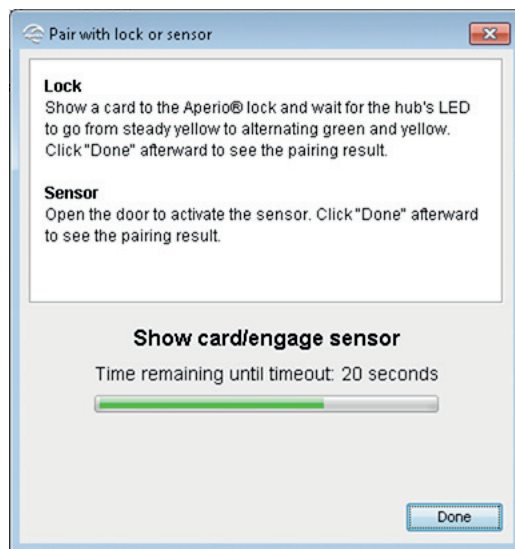 Pair with lock or sensor
Lock
Show a card to the Aperio® lock and wait for the hub's LED
to go from steady yellow to alternating green and yellow.
Click "Done" afterward to see the pairing result.
Sensor
Open the door to activate the sensor. Click "Done" afterward
to see the pairing result.
Show card/engage sensor
Time remaining until timeout: 20 seconds
Done